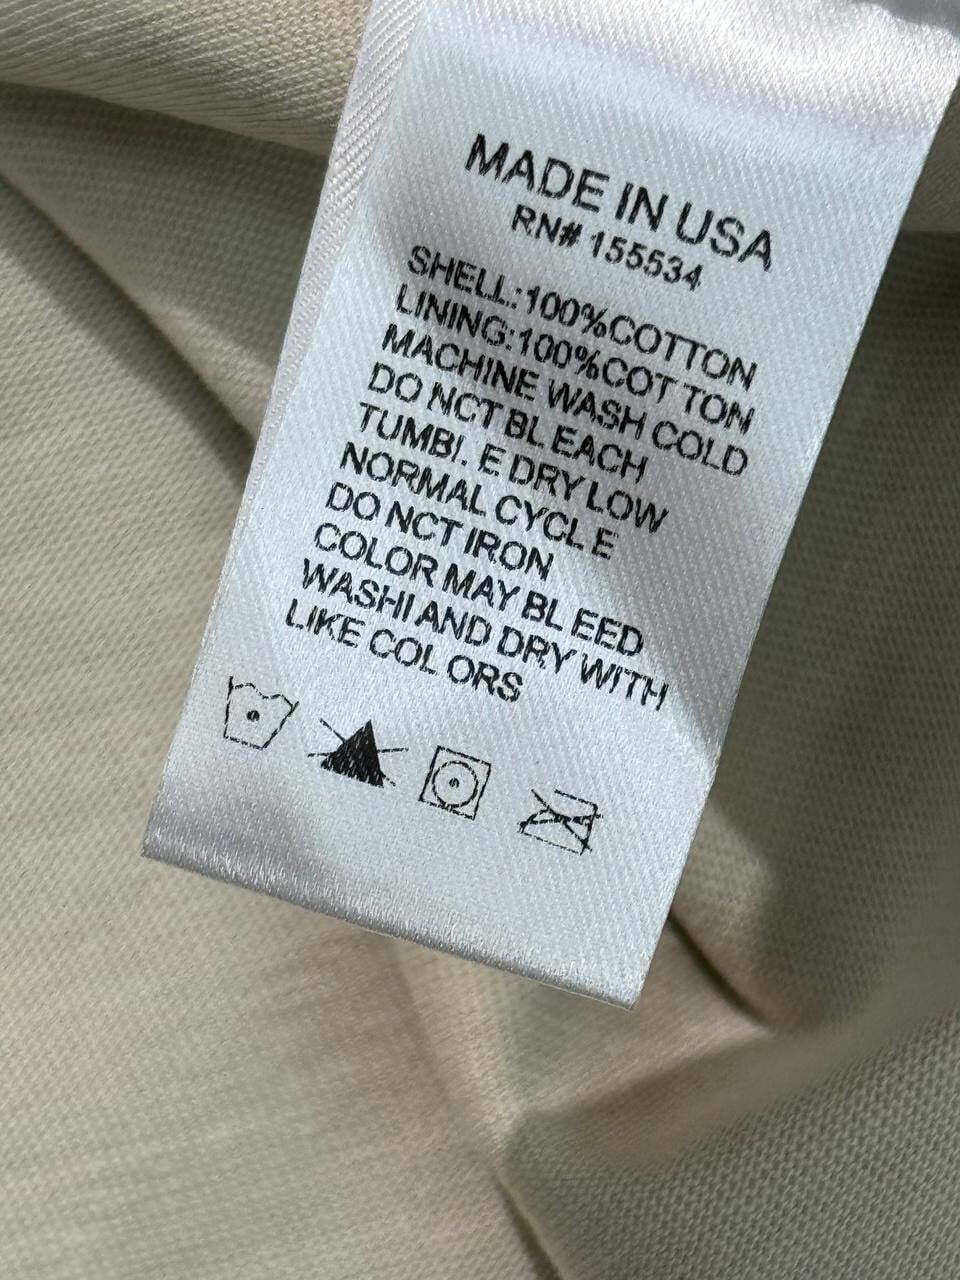 MADE IN USA
RN# 155534
SHELL:100%COTTON
LINING:100%COT TON
MACHINE WASH COLD
DO NCT BL EACH
TUMBL E DRY LOW
NORMAL CYCL E
DO NCT IRON
COLOR MAY BL EED
WASHI AND DRY WITH
LIKE COL ORS